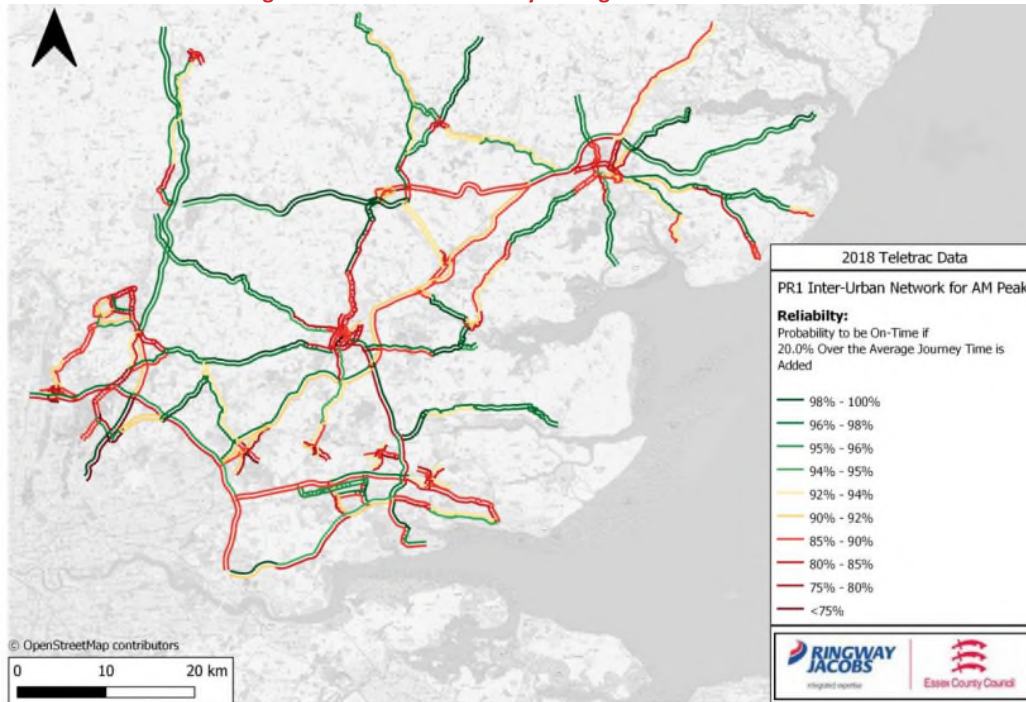 2018 Teletrac Data
PR1 Inter-Urban Network for AM Peak
Reliabilty:
Probability to be On-Time if
20.0% Over the Average Journey Time is
Added
98% - 100%
96% - 98%
95% - 96%
94% - 95%
92% - 94%
90% - 92%
85% - 90%
80% - 85%
75% - 80%
<75%
© OpenStreetMap contributors
0 10 20 km
RINGWAY
JACOBS
integrated expertise
Essex County Council